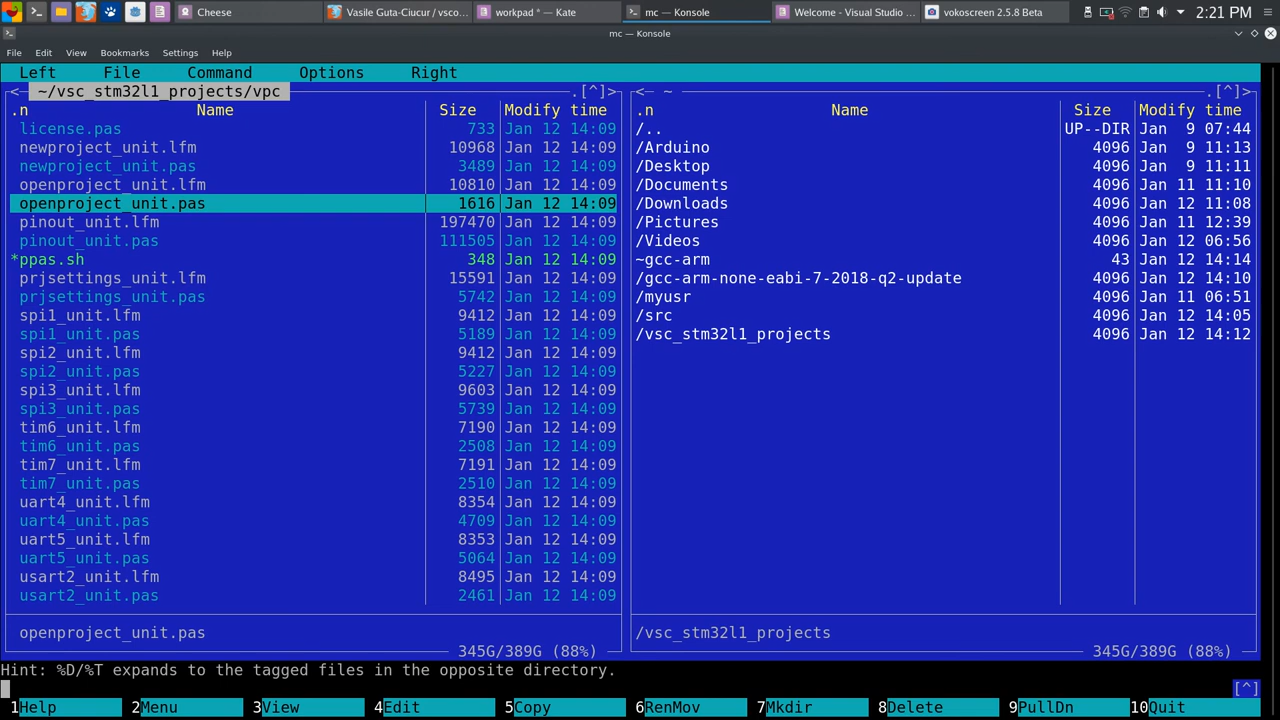 Cheese
Vasile Guta-Ciucur / vsco...
workpad * — Kate
mc — Konsole
Welcome - Visual Studio ...
vokoscreen 2.5.8 Beta
2:21 PM
mc — Konsole
File Edit View Bookmarks Settings Help
Left File Command Options Right
<─ ~/vsc_stm32l1_projects/vpc .[^]>
.n Name Size Modify time
license.pas 733 Jan 12 14:09
newproject_unit.lfm 10968 Jan 12 14:09
newproject_unit.pas 3489 Jan 12 14:09
openproject_unit.lfm 10810 Jan 12 14:09
openproject_unit.pas 1616 Jan 12 14:09
pinout_unit.lfm 197470 Jan 12 14:09
pinout_unit.pas 111505 Jan 12 14:09
*ppas.sh 348 Jan 12 14:09
prjsettings_unit.lfm 15591 Jan 12 14:09
prjsettings_unit.pas 5742 Jan 12 14:09
spi1_unit.lfm 9412 Jan 12 14:09
spi1_unit.pas 5189 Jan 12 14:09
spi2_unit.lfm 9412 Jan 12 14:09
spi2_unit.pas 5227 Jan 12 14:09
spi3_unit.lfm 9603 Jan 12 14:09
spi3_unit.pas 5739 Jan 12 14:09
tim6_unit.lfm 7190 Jan 12 14:09
tim6_unit.pas 2508 Jan 12 14:09
tim7_unit.lfm 7191 Jan 12 14:09
tim7_unit.pas 2510 Jan 12 14:09
uart4_unit.lfm 8354 Jan 12 14:09
uart4_unit.pas 4709 Jan 12 14:09
uart5_unit.lfm 8353 Jan 12 14:09
uart5_unit.pas 5064 Jan 12 14:09
usart2_unit.lfm 8495 Jan 12 14:09
usart2_unit.pas 2461 Jan 12 14:09
openproject_unit.pas
345G/389G (88%)
<─ ~ .[^]>
.n Name Size Modify time
/.. UP--DIR Jan 9 07:44
/Arduino 4096 Jan 9 11:13
/Desktop 4096 Jan 9 11:11
/Documents 4096 Jan 11 11:10
/Downloads 4096 Jan 12 11:08
/Pictures 4096 Jan 11 12:39
/Videos 4096 Jan 12 06:56
~gcc-arm 43 Jan 12 14:14
/gcc-arm-none-eabi-7-2018-q2-update 4096 Jan 12 14:10
/myusr 4096 Jan 11 06:51
/src 4096 Jan 12 14:05
/vsc_stm32l1_projects 4096 Jan 12 14:12
/vsc_stm32l1_projects
345G/389G (88%)
Hint: %D/%T expands to the tagged files in the opposite directory.
[^]
1Help 2Menu 3View 4Edit 5Copy 6RenMov 7Mkdir 8Delete 9PullDn 10Quit